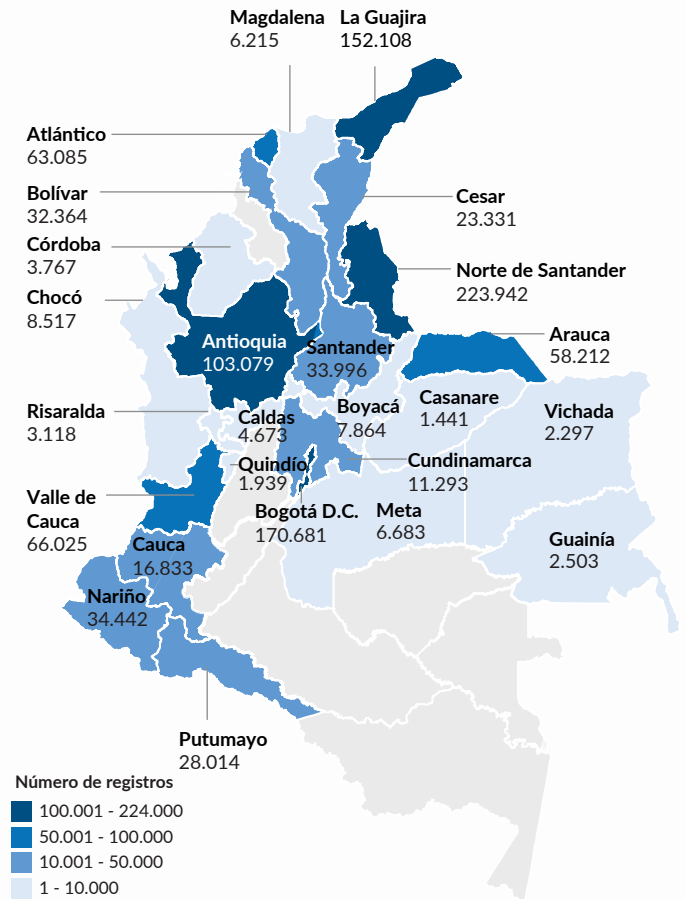 Magdalena
6.215
La Guajira
152.108
Atlántico
63.085
Bolívar
32.364
Cesar
23.331
Córdoba
3.767
Norte de Santander
223.942
Chocó
8.517
Arauca
58.212
Antioquia
103.079
Santander
33.996
Casanare
1.441
Vichada
2.297
Risaralda
3.118
Caldas
4.673
Boyacá
7.864
Quindío
1.939
Cundinamarca
11.293
Valle de
Cauca
66.025
Bogotá D.C.
170.681
Meta
6.683
Guainía
2.503
Cauca
16.833
Nariño
34.442
Putumayo
28.014
Número de registros
100.001 - 224.000
50.001 - 100.000
10.001 - 50.000
1 - 10.000